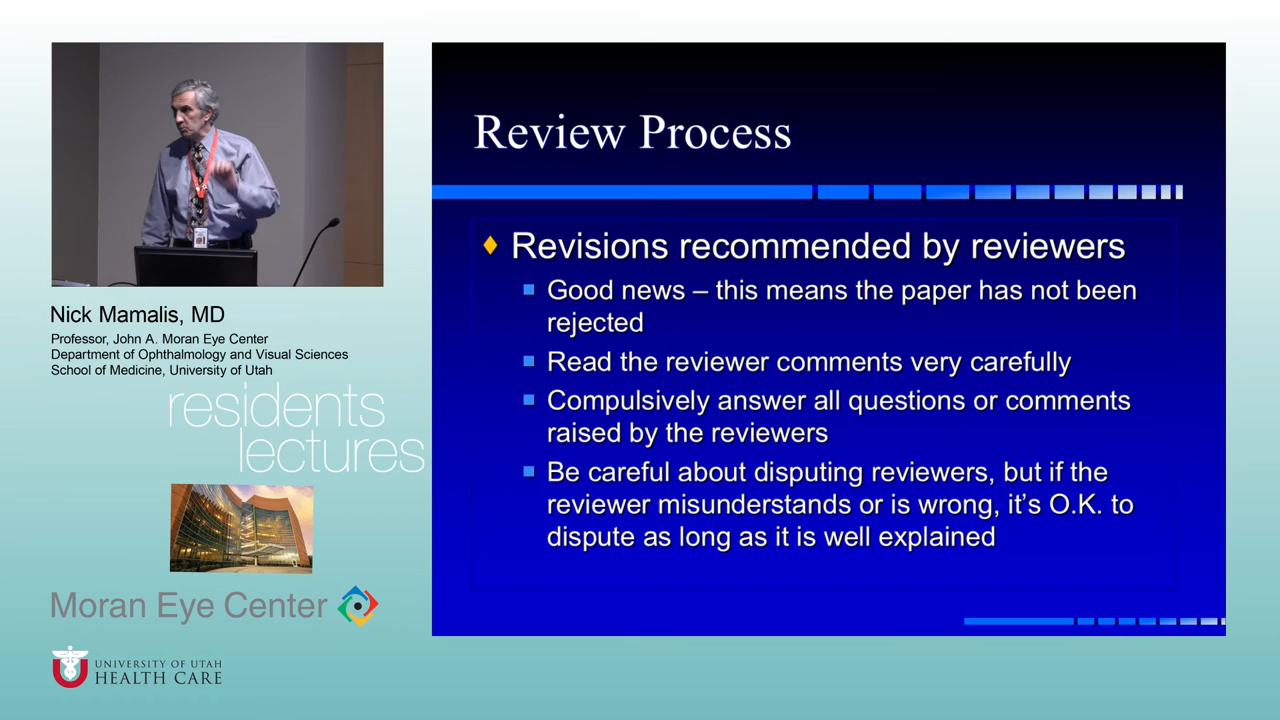 Nick Mamalis, MD
Professor, John A. Moran Eye Center
Department of Ophthalmology and Visual Sciences
School of Medicine, University of Utah
residents
lectures
Moran Eye Center
UNIVERSITY OF UTAH
HEALTH CARE
Review Process
Revisions recommended by reviewers
Good news – this means the paper has not been
rejected
Read the reviewer comments very carefully
Compulsively answer all questions or comments
raised by the reviewers
Be careful about disputing reviewers, but if the
reviewer misunderstands or is wrong, it’s O.K. to
dispute as long as it is well explained